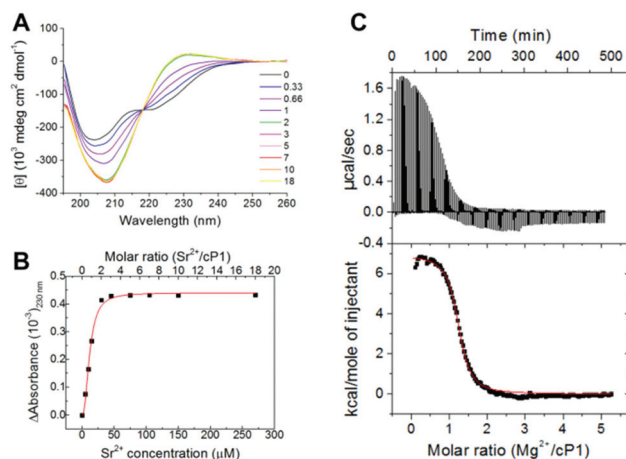 A
[θ] (10³ mdeg cm² dmol⁻¹)
0
-100
-200
-300
-400
200 210 220 230 240 250 260
Wavelength (nm)
0
0.33
0.66
1
2
3
5
7
10
18
B
Molar ratio (Sr²⁺/cP1)
0 2 4 6 8 10 12 14 16 18 20
ΔAbsorbance (10⁻³)230 nm
0.5
0.4
0.3
0.2
0.1
0.0
0 50 100 150 200 250 300
Sr²⁺ concentration (µM)
C
Time (min)
0 100 200 300 400 500
µcal/sec
1.6
1.2
0.8
0.4
0.0
-0.4
kcal/mole of injectant
6
4
2
0
0 1 2 3 4 5
Molar ratio (Mg²⁺/cP1)